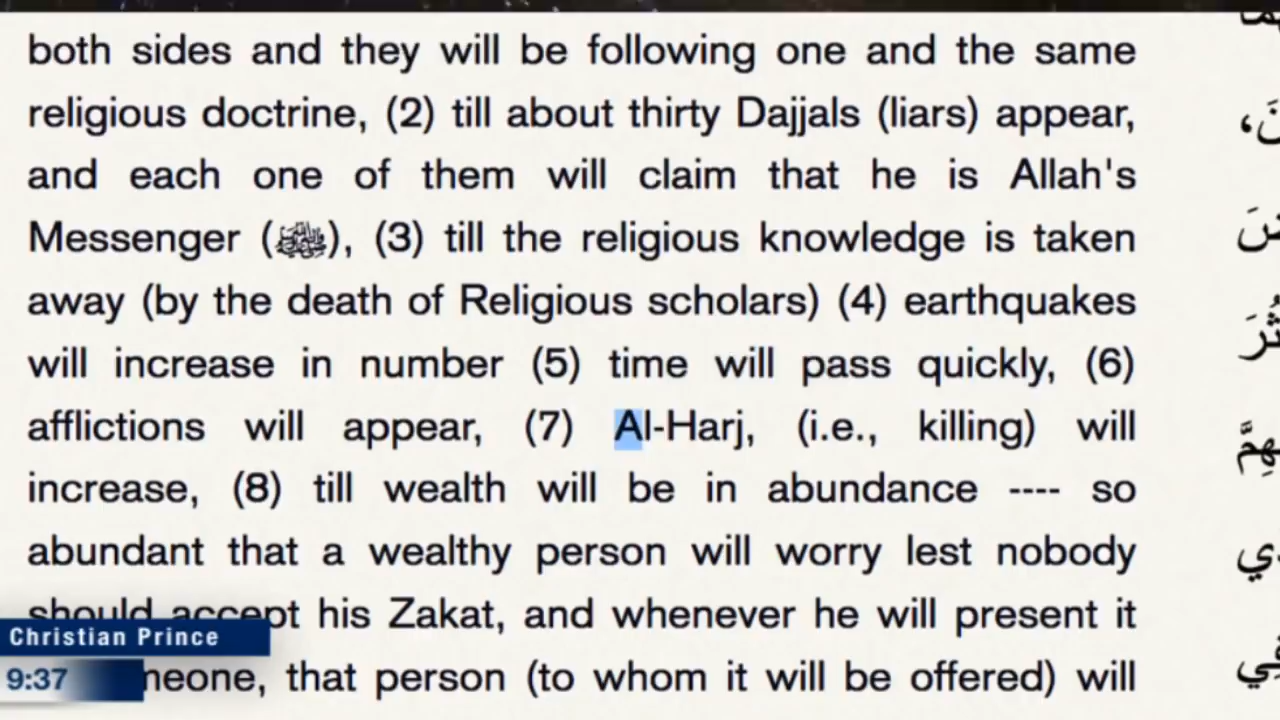 both sides and they will be following one and the same
religious doctrine, (2) till about thirty Dajjals (liars) appear,
and each one of them will claim that he is Allah's
Messenger (ﷺ), (3) till the religious knowledge is taken
away (by the death of Religious scholars) (4) earthquakes
will increase in number (5) time will pass quickly, (6)
afflictions will appear, (7) Al-Harj, (i.e., killing) will
increase, (8) till wealth will be in abundance ---- so
abundant that a wealthy person will worry lest nobody
should accept his Zakat, and whenever he will present it
meone, that person (to whom it will be offered) will
Christian Prince
9:37